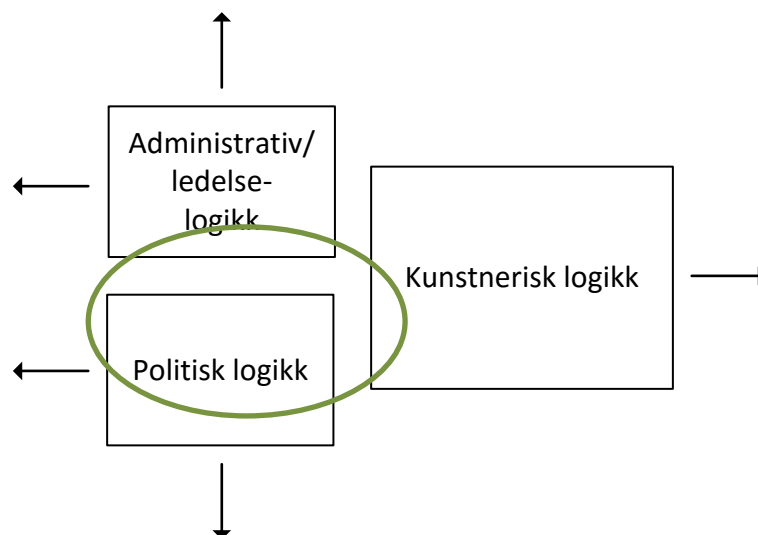 Administrativ/
ledelse-
logikk
Kunstnerisk logikk
Politisk logikk